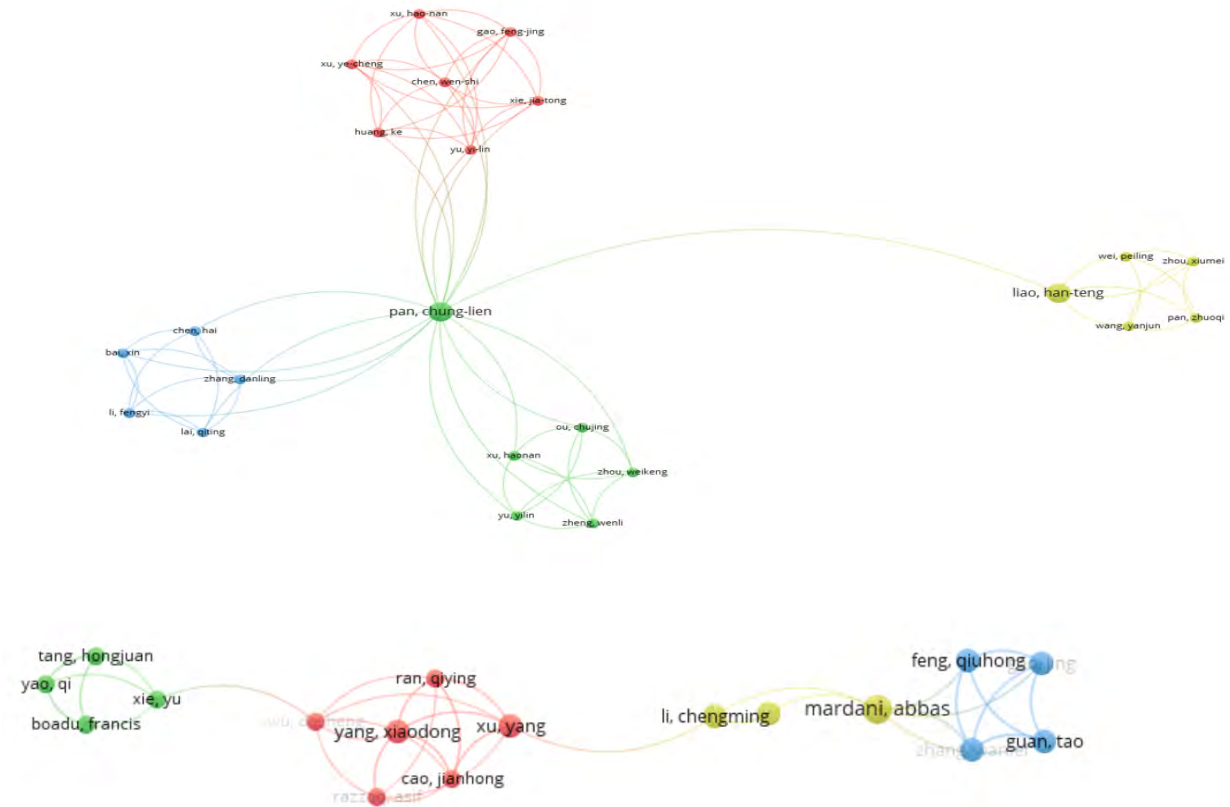 xu, hao-nan
gao, feng-jing
xu, ye-cheng
chen, wen-shi
xie, jia-tong
huang, ke
yu, yi-lin
wei, peiling
zhou, xiumei
liao, han-teng
pan, zhuoqi
wang, yanjun
pan, chung-lien
chen, hai
bai, xin
zhang, danling
li, fengyi
lai, qiting
ou, chujing
xu, haonan
zhou, weikeng
yu, yilin
zheng, wenli
tang, hongjuan
yao, qi
xie, yu
boadu, francis
ran, qiying
yang, xiaodong
xu, yang
cao, jianhong
asif
li, chengming
mardani, abbas
feng, qiuhong
guan, tao